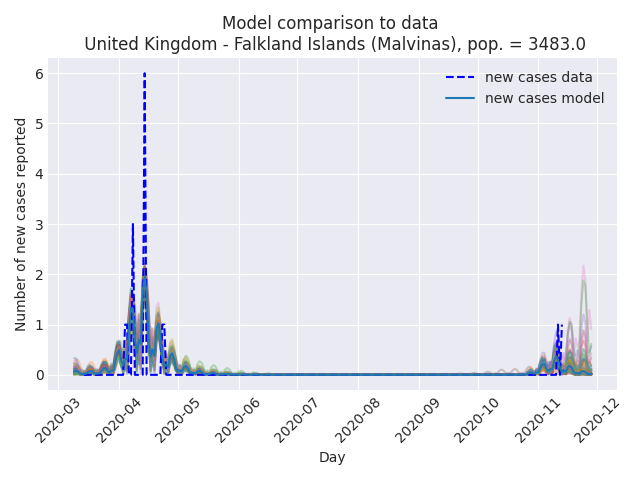 Model comparison to data
United Kingdom - Falkland Islands (Malvinas), pop. = 3483.0
new cases data
new cases model
Number of new cases reported
6
5
4
3
2
1
0
2020-03
2020-04
2020-05
2020-06
2020-07
2020-08
2020-09
2020-10
2020-11
2020-12
Day